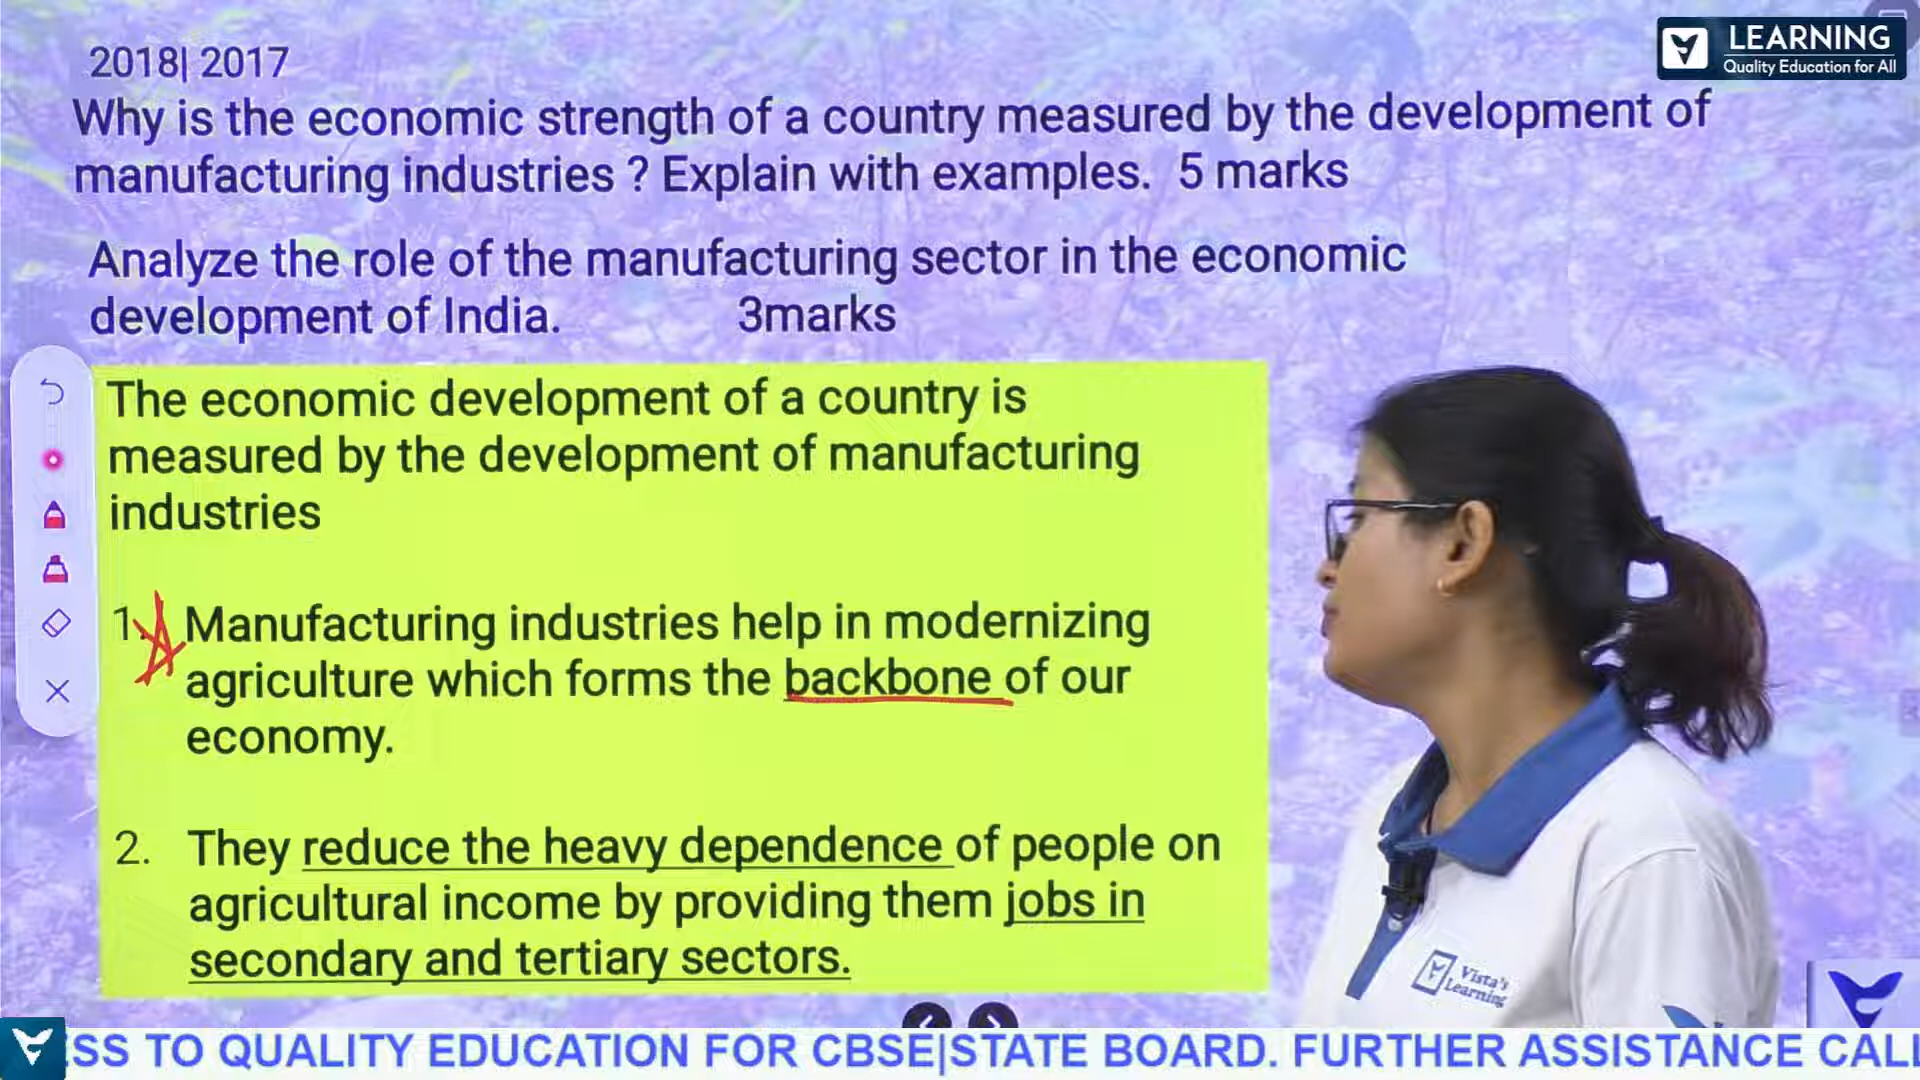 LEARNING
Quality Education for All
2018| 2017
Why is the economic strength of a country measured by the development of
manufacturing industries ? Explain with examples. 5 marks
Analyze the role of the manufacturing sector in the economic
development of India. 3marks
The economic development of a country is
measured by the development of manufacturing
industries
1. Manufacturing industries help in modernizing
agriculture which forms the backbone of our
economy.
2. They reduce the heavy dependence of people on
agricultural income by providing them jobs in
secondary and tertiary sectors.
Vista's
Learning
SS TO QUALITY EDUCATION FOR CBSE|STATE BOARD. FURTHER ASSISTANCE CALL